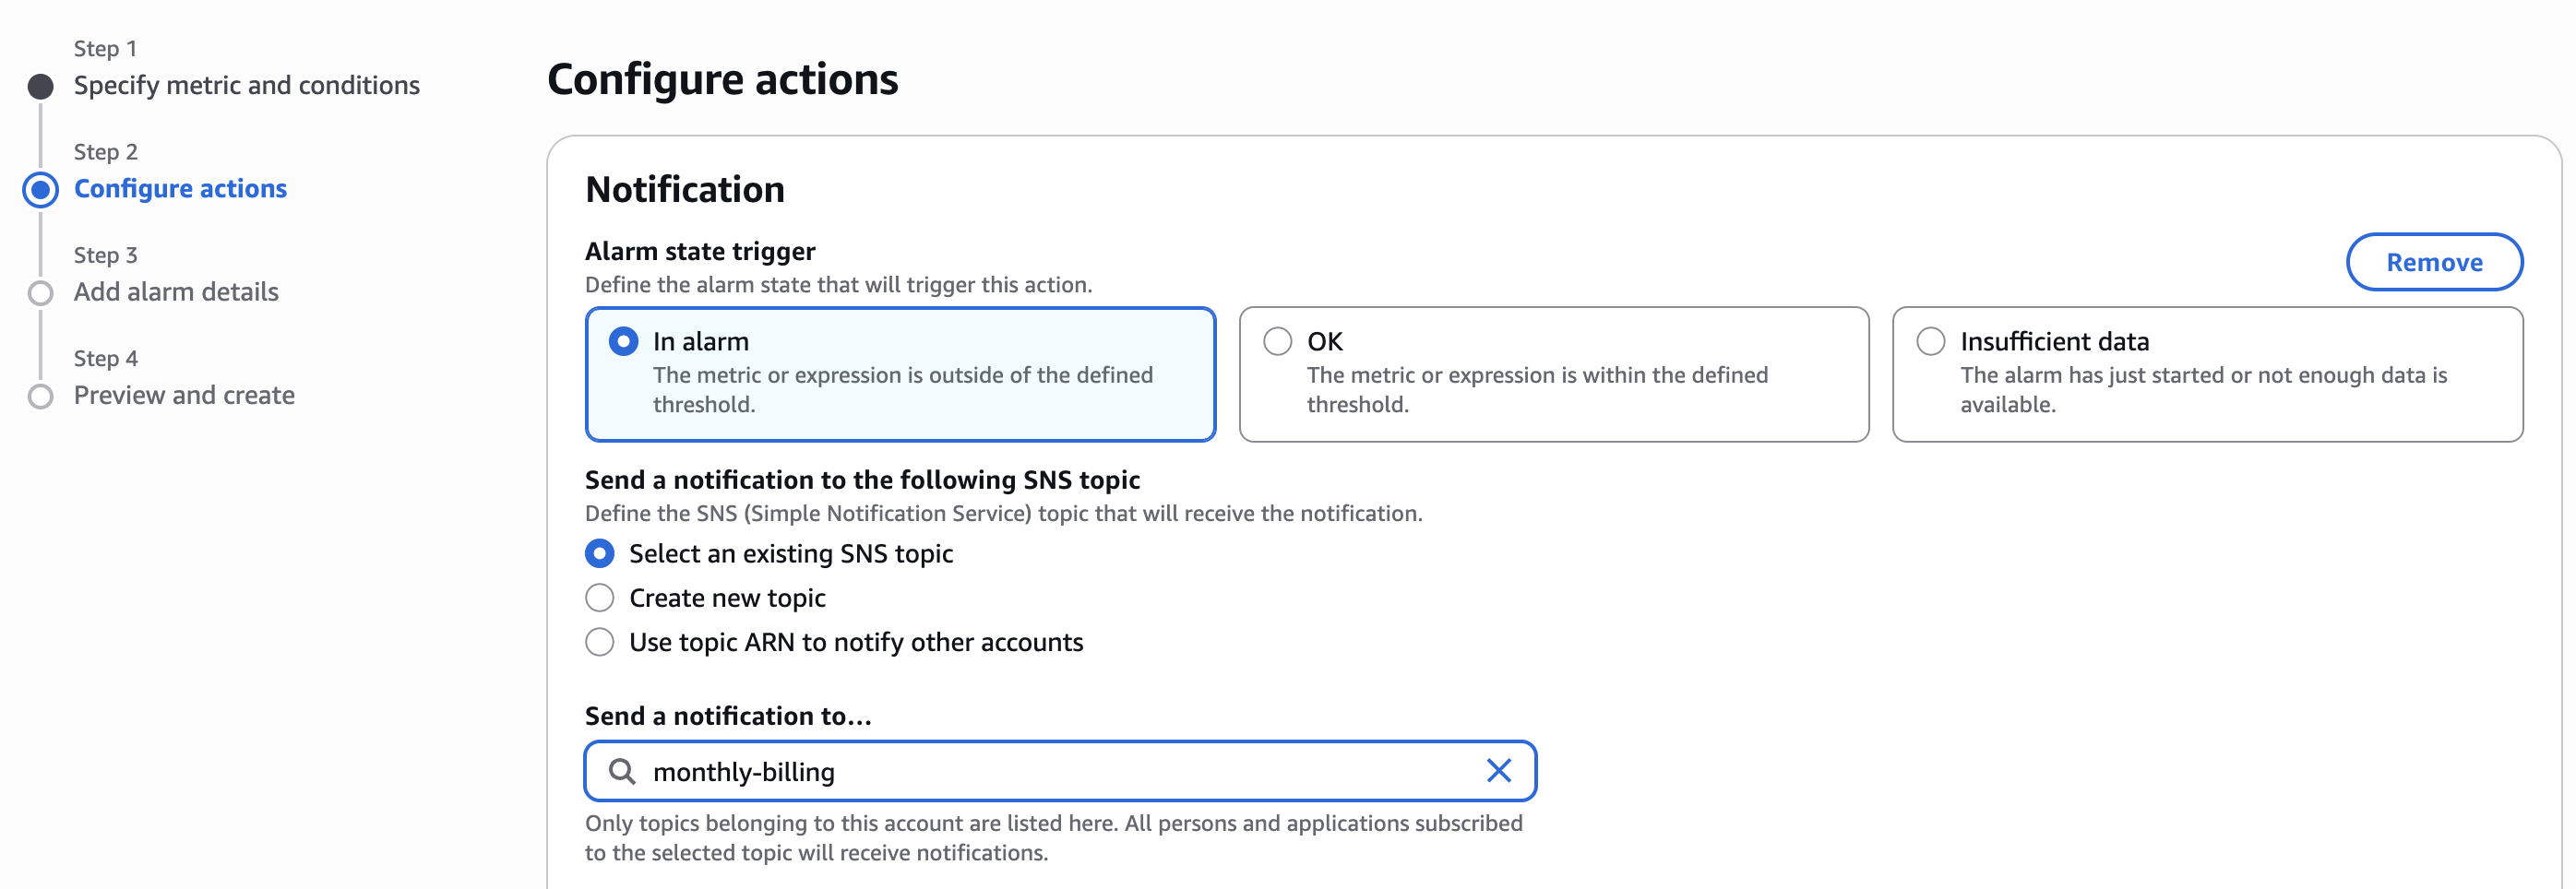 Step 1
Specify metric and conditions
Step 2
Configure actions
Step 3
Add alarm details
Step 4
Preview and create
Configure actions
Notification
Alarm state trigger
Define the alarm state that will trigger this action.
Remove
In alarm
The metric or expression is outside of the defined
threshold.
OK
The metric or expression is within the defined
threshold.
Insufficient data
The alarm has just started or not enough data is
available.
Send a notification to the following SNS topic
Define the SNS (Simple Notification Service) topic that will receive the notification.
Select an existing SNS topic
Create new topic
Use topic ARN to notify other accounts
Send a notification to…
monthly-billing
Only topics belonging to this account are listed here. All persons and applications subscribed
to the selected topic will receive notifications.